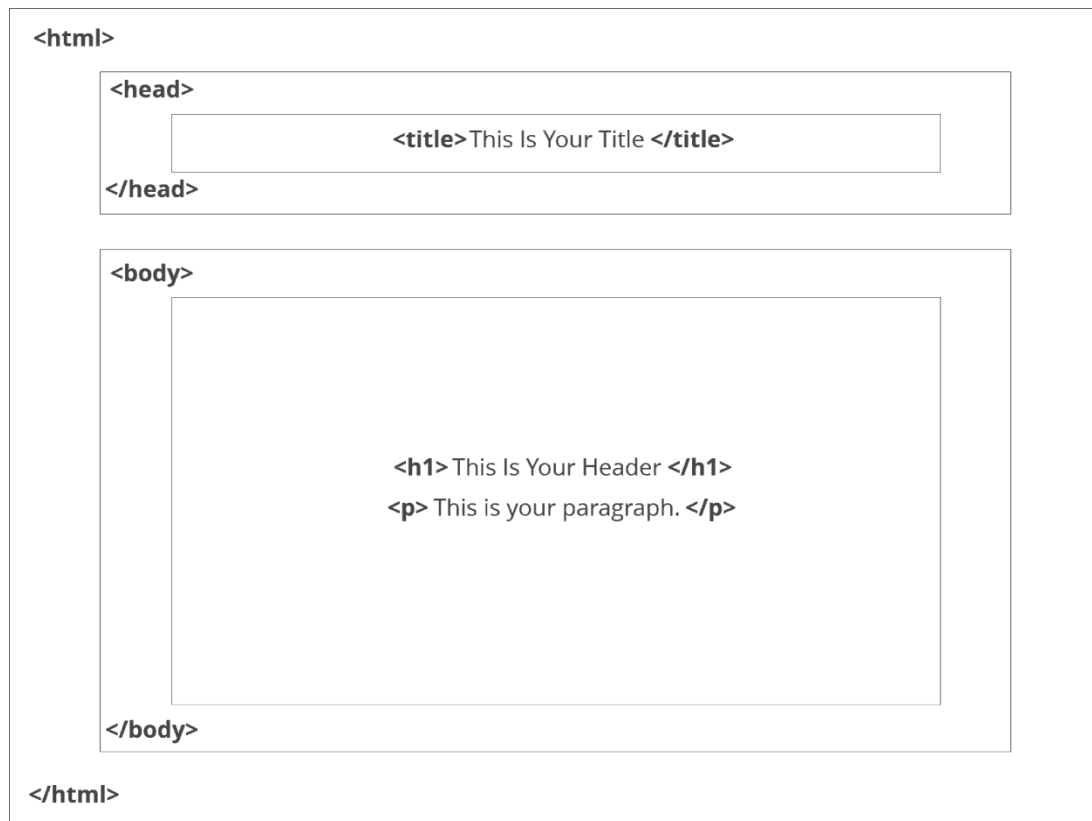 <html>
<head>
<title>This Is Your Title </title>
</head>
<body>
<h1> This Is Your Header </h1>
<p> This is your paragraph. </p>
</body>
</html>